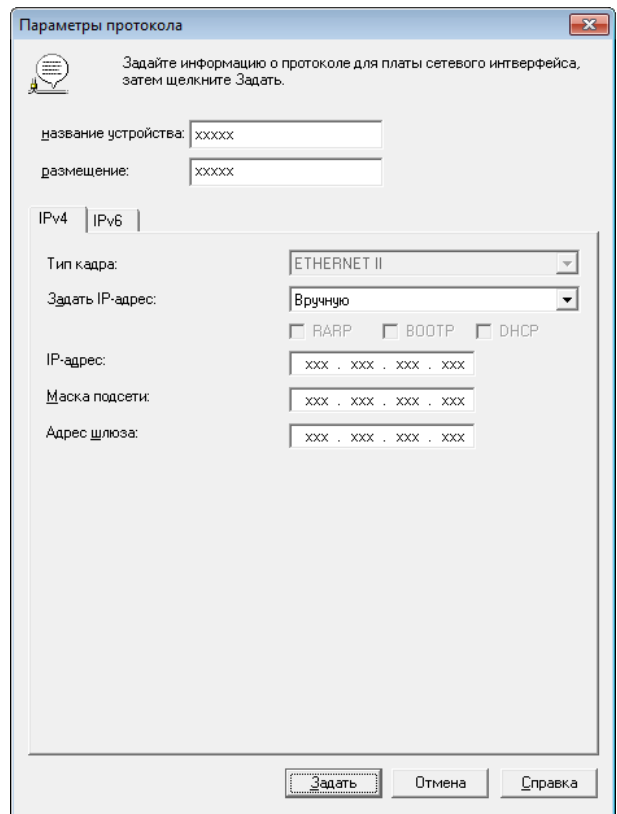 Параметры протокола
Задайте информацию о протоколе для платы сетевого интверфейса,
затем щелкните Задать.
название устройства: xxxxx
размещение: xxxxx
IPv4 IPv6
Тип кадра: ETHERNET II
Задать IP-адрес: Вручную
RARP BOOTP DHCP
IP-адрес: xxx . xxx . xxx . xxx
Маска подсети: xxx . xxx . xxx . xxx
Адрес шлюза: xxx . xxx . xxx . xxx
Задать Отмена Справка